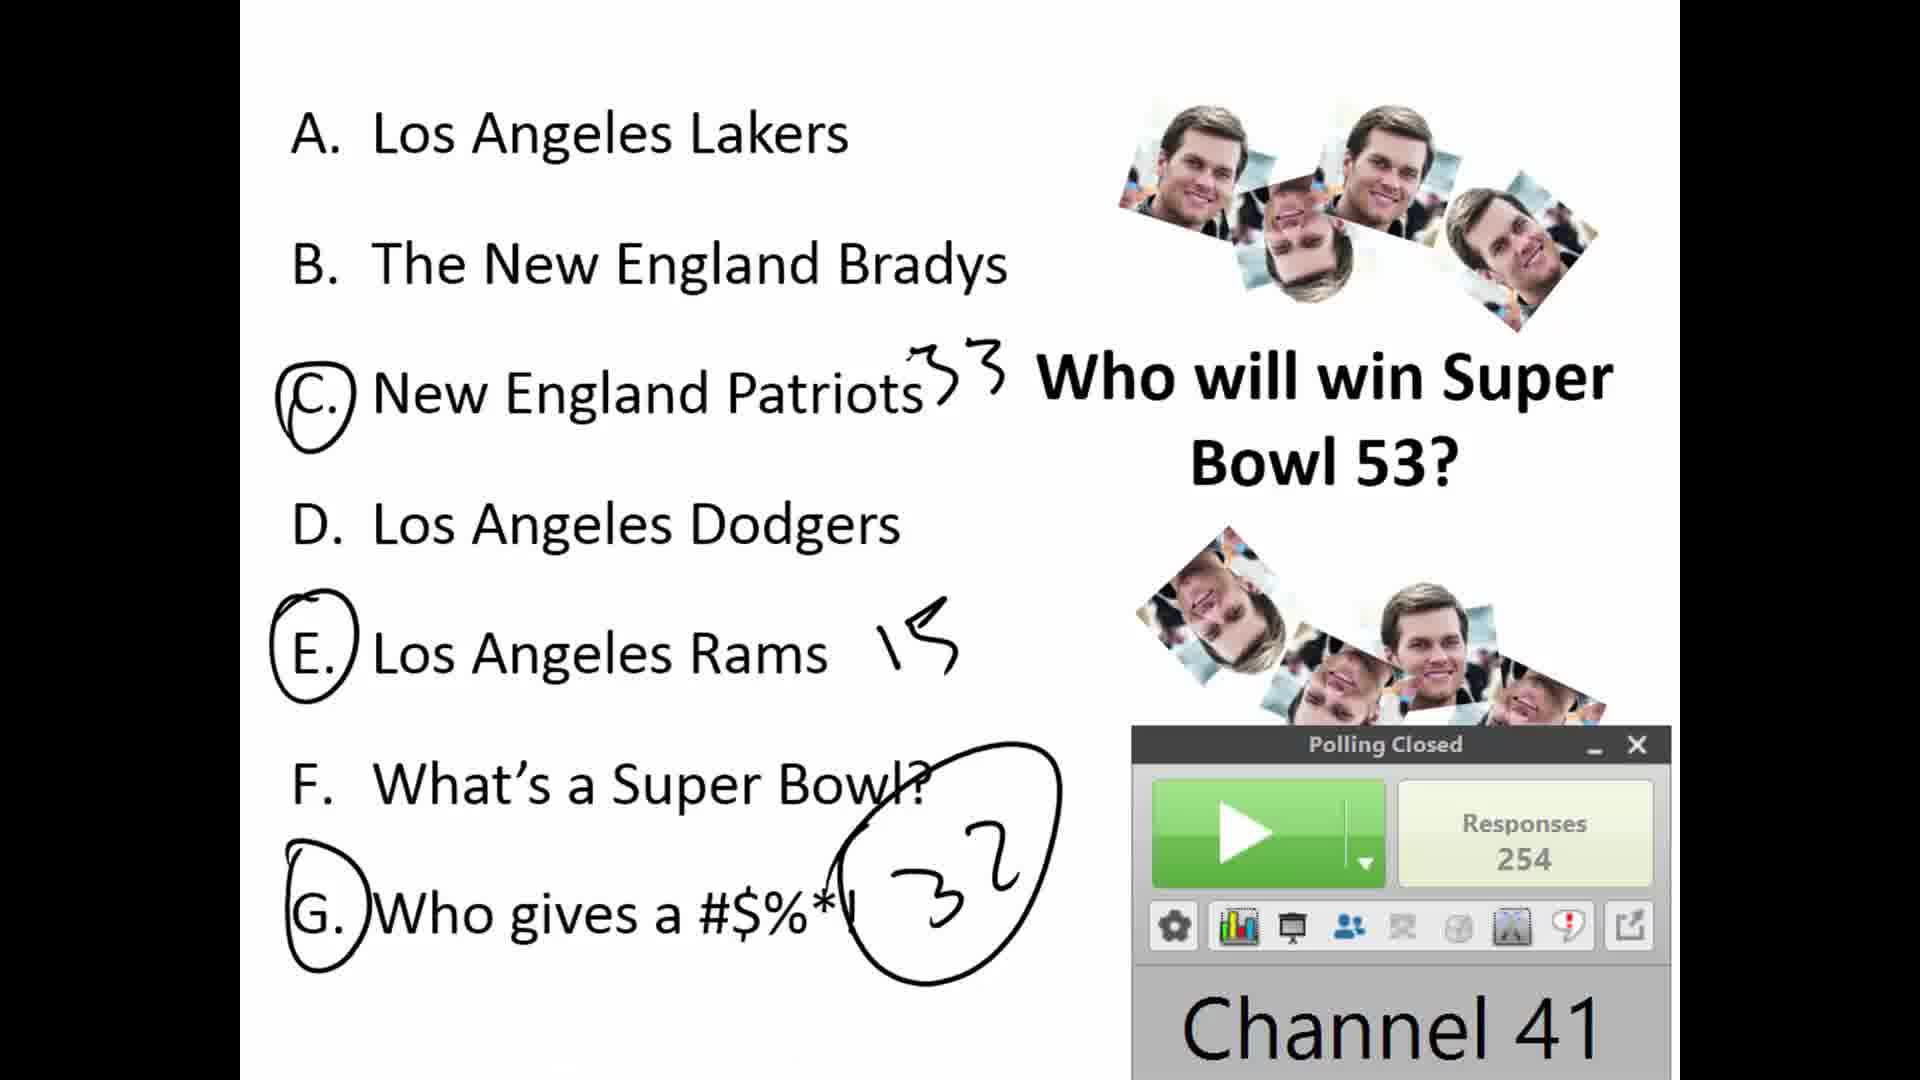 A. Los Angeles Lakers
B. The New England Bradys
C. New England Patriots 33
D. Los Angeles Dodgers
E. Los Angeles Rams 15
F. What's a Super Bowl?
G. Who gives a #$%*! 32
Who will win Super
Bowl 53?
Polling Closed
Responses
254
Channel 41